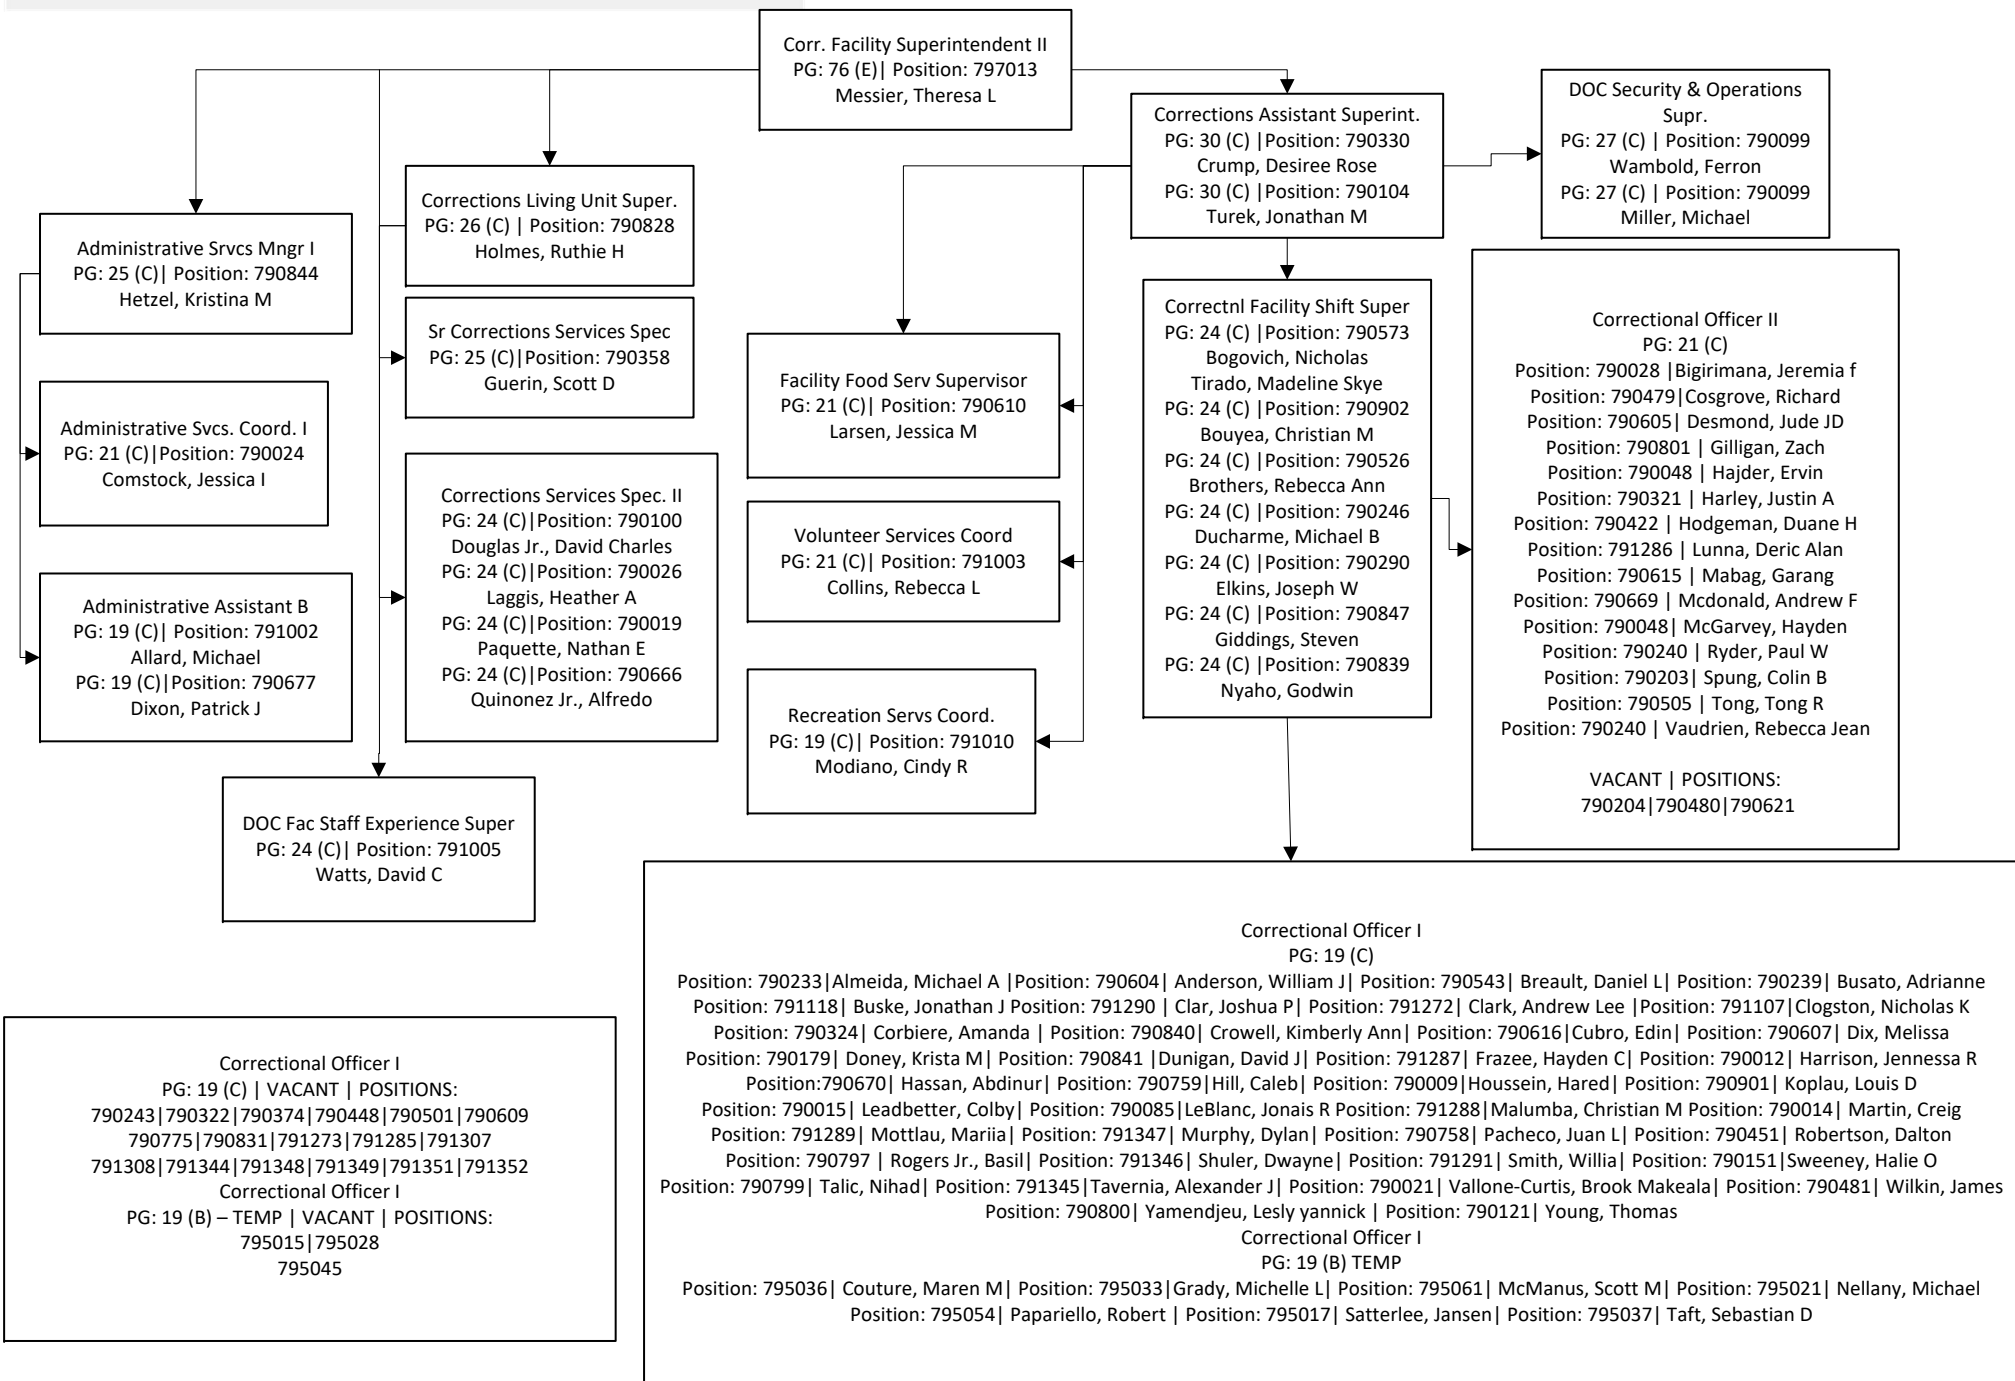 Corr. Facility Superintendent II
PG: 76 (E)| Position: 797013
Messier, Theresa L
DOC Security & Operations
Supr.
PG: 27 (C) | Position: 790099
Wambold, Ferron
PG: 27 (C) | Position: 790099
Miller, Michael
Corrections Assistant Superint.
PG: 30 (C) |Position: 790330
Crump, Desiree Rose
PG: 30 (C) |Position: 790104
Turek, Jonathan M
Corrections Living Unit Super.
PG: 26 (C) | Position: 790828
Holmes, Ruthie H
Administrative Srvcs Mngr I
PG: 25 (C)| Position: 790844
Hetzel, Kristina M
Sr Corrections Services Spec
PG: 25 (C)|Position: 790358
Guerin, Scott D
Administrative Svcs. Coord. I
PG: 21 (C)|Position: 790024
Comstock, Jessica I
Corrections Services Spec. II
PG: 24 (C)|Position: 790100
Douglas Jr., David Charles
PG: 24 (C)|Position: 790026
Laggis, Heather A
PG: 24 (C)|Position: 790019
Paquette, Nathan E
PG: 24 (C)|Position: 790666
Quinonez Jr., Alfredo
Administrative Assistant B
PG: 19 (C)| Position: 791002
Allard, Michael
PG: 19 (C)|Position: 790677
Dixon, Patrick J
DOC Fac Staff Experience Super
PG: 24 (C)| Position: 791005
Watts, David C
Facility Food Serv Supervisor
PG: 21 (C)| Position: 790610
Larsen, Jessica M
Volunteer Services Coord
PG: 21 (C)| Position: 791003
Collins, Rebecca L
Recreation Servs Coord.
PG: 19 (C)| Position: 791010
Modiano, Cindy R
Correctnl Facility Shift Super
PG: 24 (C) |Position: 790573
Bogovich, Nicholas
Tirado, Madeline Skye
PG: 24 (C) |Position: 790902
Bouyea, Christian M
PG: 24 (C) |Position: 790526
Brothers, Rebecca Ann
PG: 24 (C) |Position: 790246
Ducharme, Michael B
PG: 24 (C) |Position: 790290
Elkins, Joseph W
PG: 24 (C) |Position: 790847
Giddings, Steven
PG: 24 (C) |Position: 790839
Nyaho, Godwin
Correctional Officer II
PG: 21 (C)
Position: 790028 |Bigirimana, Jeremia f
Position: 790479|Cosgrove, Richard
Position: 790605| Desmond, Jude JD
Position: 790801 | Gilligan, Zach
Position: 790048 | Hajder, Ervin
Position: 790321 | Harley, Justin A
Position: 790422 | Hodgeman, Duane H
Position: 791286 | Lunna, Deric Alan
Position: 790615 | Mabag, Garang
Position: 790669 | Mcdonald, Andrew F
Position: 790048| McGarvey, Hayden
Position: 790240 | Ryder, Paul W
Position: 790203| Spung, Colin B
Position: 790505 | Tong, Tong R
Position: 790240 | Vaudrien, Rebecca Jean
VACANT | POSITIONS:
790204|790480|790621
Correctional Officer I
PG: 19 (C)
Position: 790233|Almeida, Michael A |Position: 790604| Anderson, William J| Position: 790543| Breault, Daniel L| Position: 790239| Busato, Adrianne
Position: 791118| Buske, Jonathan J Position: 791290 | Clar, Joshua P| Position: 791272| Clark, Andrew Lee |Position: 791107|Clogston, Nicholas K
Position: 790324| Corbiere, Amanda | Position: 790840| Crowell, Kimberly Ann| Position: 790616|Cubro, Edin| Position: 790607| Dix, Melissa
Position: 790179| Doney, Krista M| Position: 790841 |Dunigan, David J| Position: 791287| Frazee, Hayden C| Position: 790012| Harrison, Jennessa R
Position:790670| Hassan, Abdinur| Position: 790759|Hill, Caleb| Position: 790009|Houssein, Hared| Position: 790901| Koplau, Louis D
Position: 790015| Leadbetter, Colby| Position: 790085|LeBlanc, Jonais R Position: 791288|Malumba, Christian M Position: 790014| Martin, Creig
Position: 791289| Mottlau, Mariia| Position: 791347| Murphy, Dylan| Position: 790758| Pacheco, Juan L| Position: 790451| Robertson, Dalton
Position: 790797 | Rogers Jr., Basil| Position: 791346| Shuler, Dwayne| Position: 791291| Smith, Willia| Position: 790151|Sweeney, Halie O
Position: 790799| Talic, Nihad| Position: 791345|Tavernia, Alexander J| Position: 790021| Vallone-Curtis, Brook Makeala| Position: 790481| Wilkin, James
Position: 790800| Yamendjeu, Lesly yannick | Position: 790121| Young, Thomas
Correctional Officer I
PG: 19 (B) TEMP
Position: 795036| Couture, Maren M| Position: 795033|Grady, Michelle L| Position: 795061| McManus, Scott M| Position: 795021| Nellany, Michael
Position: 795054| Papariello, Robert | Position: 795017| Satterlee, Jansen| Position: 795037| Taft, Sebastian D
Correctional Officer I
PG: 19 (C) | VACANT | POSITIONS:
790243|790322|790374|790448|790501|790609
790775|790831|791273|791285|791307
791308|791344|791348|791349|791351|791352
Correctional Officer I
PG: 19 (B) – TEMP | VACANT | POSITIONS:
795015|795028
795045